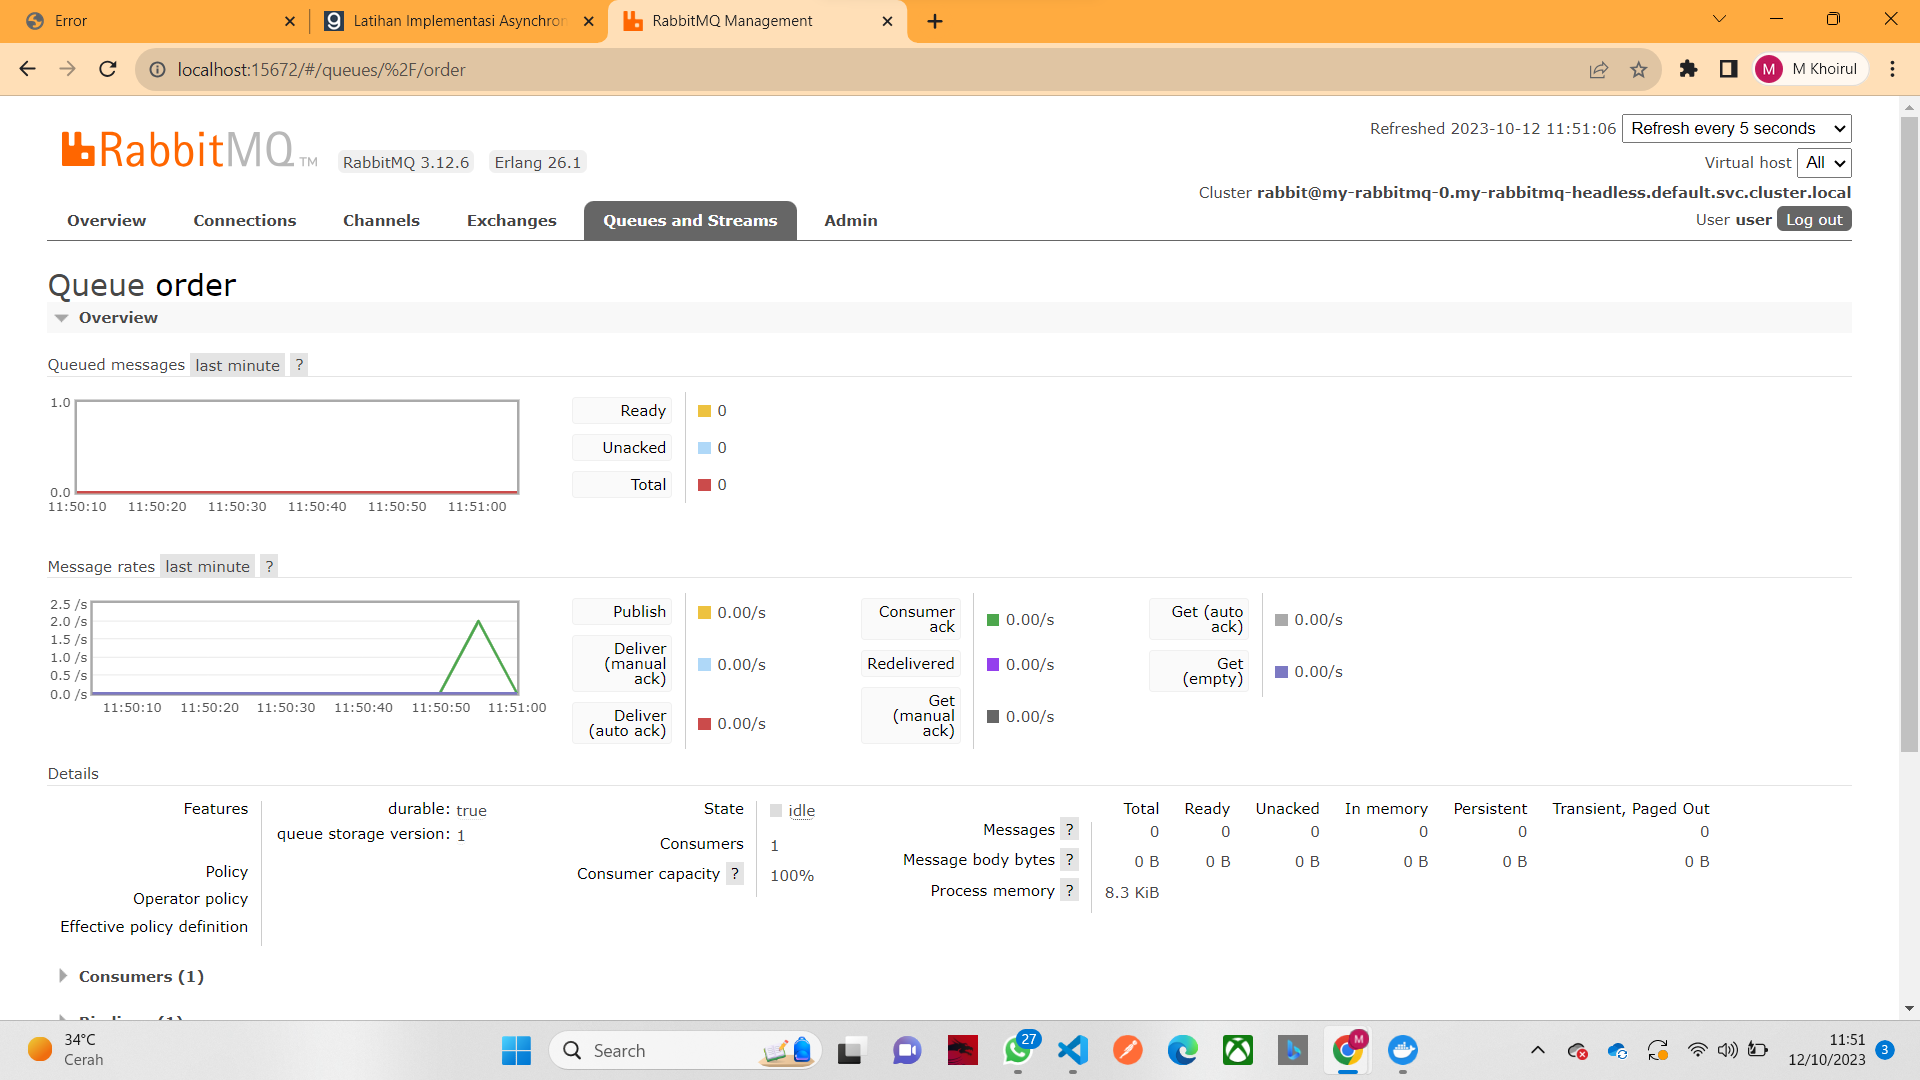 Error
Latihan Implementasi Asynchron
RabbitMQ Management
localhost:15672/#/queues/%2F/order
M
M Khoirul
RabbitMQ TM
RabbitMQ 3.12.6
Erlang 26.1
Refreshed 2023-10-12 11:51:06
Refresh every 5 seconds
Virtual host
All
Cluster rabbit@my-rabbitmq-0.my-rabbitmq-headless.default.svc.cluster.local
User user
Log out
Overview
Connections
Channels
Exchanges
Queues and Streams
Admin
Queue order
Overview
Queued messages last minute ?
1.0
0.0
11:50:10 11:50:20 11:50:30 11:50:40 11:50:50 11:51:00
Ready 0
Unacked 0
Total 0
Message rates last minute ?
2.5 /s
2.0 /s
1.5 /s
1.0 /s
0.5 /s
0.0 /s
11:50:10 11:50:20 11:50:30 11:50:40 11:50:50 11:51:00
Publish 0.00/s
Deliver
(manual
ack)
0.00/s
Deliver
(auto ack)
0.00/s
Consumer
ack
0.00/s
Redelivered 0.00/s
Get
(manual
ack)
0.00/s
Get (auto
ack)
0.00/s
Get
(empty)
0.00/s
Details
Features
durable: true
queue storage version: 1
Policy
Operator policy
Effective policy definition
State idle
Consumers 1
Consumer capacity ? 100%
Total Ready Unacked In memory Persistent Transient, Paged Out
Messages ? 0 0 0 0 0 0
Message body bytes ? 0 B 0 B 0 B 0 B 0 B 0 B
Process memory ? 8.3 KiB
Consumers (1)
Bindings (1)
34°C
Cerah
Search
27
M
11:51
12/10/2023
3